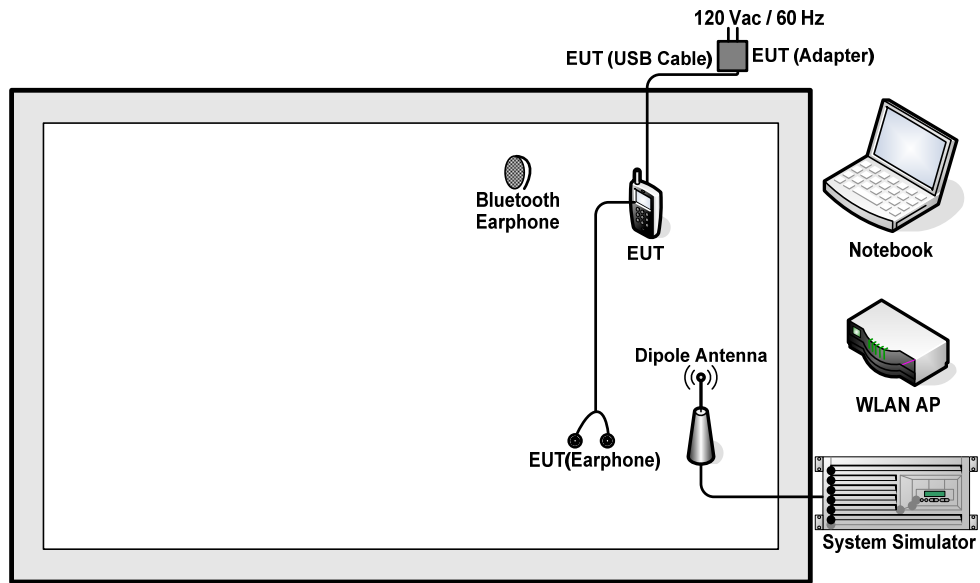 120 Vac / 60 Hz
EUT (USB Cable)
EUT (Adapter)
Bluetooth
Earphone
EUT
Notebook
Dipole Antenna
WLAN AP
EUT(Earphone)
System Simulator